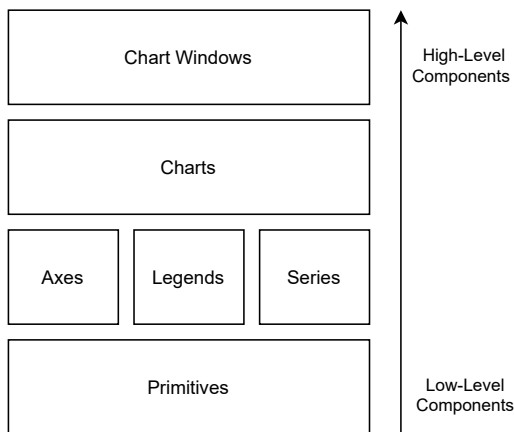 Chart Windows
High-Level
Components
Charts
Axes
Legends
Series
Primitives
Low-Level
Components